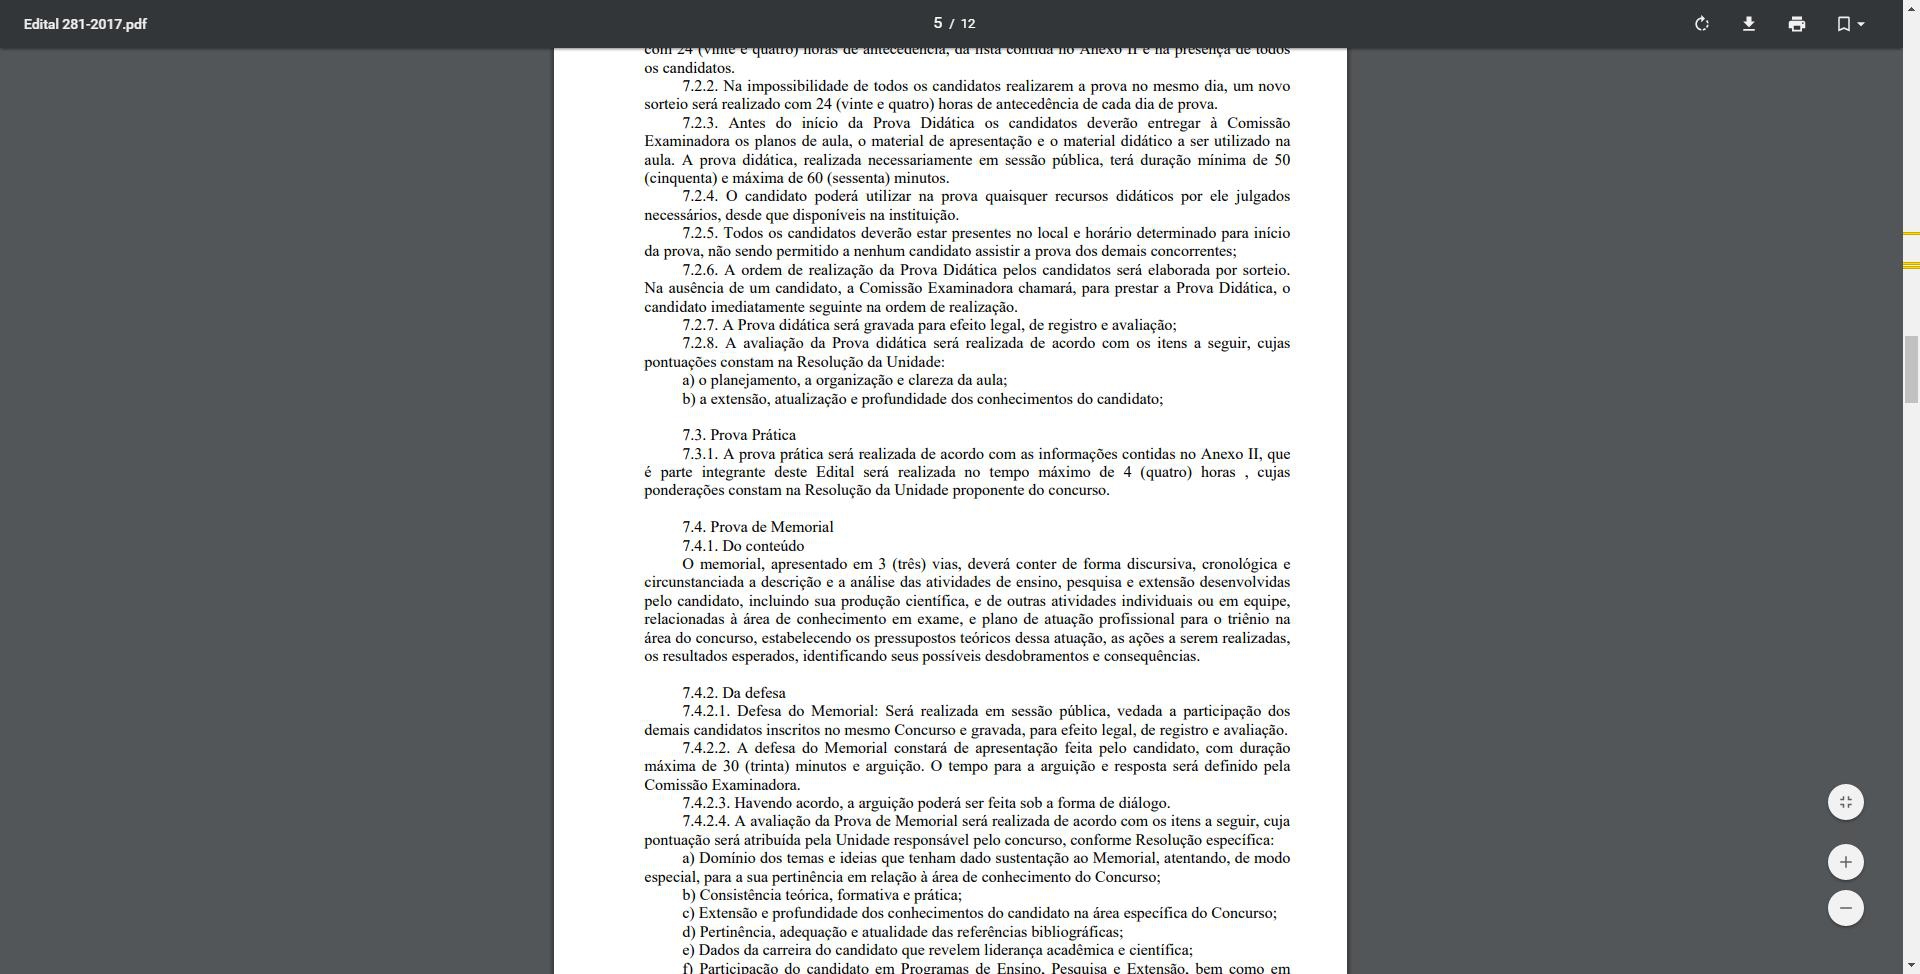 Edital 281-2017.pdf
5 / 12
com 24 (vinte e quatro) horas de antecedência, da lista contida no Anexo II e na presença de todos
os candidatos.
7.2.2. Na impossibilidade de todos os candidatos realizarem a prova no mesmo dia, um novo
sorteio será realizado com 24 (vinte e quatro) horas de antecedência de cada dia de prova.
7.2.3. Antes do início da Prova Didática os candidatos deverão entregar à Comissão
Examinadora os planos de aula, o material de apresentação e o material didático a ser utilizado na
aula. A prova didática, realizada necessariamente em sessão pública, terá duração mínima de 50
(cinquenta) e máxima de 60 (sessenta) minutos.
7.2.4. O candidato poderá utilizar na prova quaisquer recursos didáticos por ele julgados
necessários, desde que disponíveis na instituição.
7.2.5. Todos os candidatos deverão estar presentes no local e horário determinado para início
da prova, não sendo permitido a nenhum candidato assistir a prova dos demais concorrentes;
7.2.6. A ordem de realização da Prova Didática pelos candidatos será elaborada por sorteio.
Na ausência de um candidato, a Comissão Examinadora chamará, para prestar a Prova Didática, o
candidato imediatamente seguinte na ordem de realização.
7.2.7. A Prova didática será gravada para efeito legal, de registro e avaliação;
7.2.8. A avaliação da Prova didática será realizada de acordo com os itens a seguir, cujas
pontuações constam na Resolução da Unidade:
a) o planejamento, a organização e clareza da aula;
b) a extensão, atualização e profundidade dos conhecimentos do candidato;
7.3. Prova Prática
7.3.1. A prova prática será realizada de acordo com as informações contidas no Anexo II, que
é parte integrante deste Edital será realizada no tempo máximo de 4 (quatro) horas , cujas
ponderações constam na Resolução da Unidade proponente do concurso.
7.4. Prova de Memorial
7.4.1. Do conteúdo
O memorial, apresentado em 3 (três) vias, deverá conter de forma discursiva, cronológica e
circunstanciada a descrição e a análise das atividades de ensino, pesquisa e extensão desenvolvidas
pelo candidato, incluindo sua produção científica, e de outras atividades individuais ou em equipe,
relacionadas à área de conhecimento em exame, e plano de atuação profissional para o triênio na
área do concurso, estabelecendo os pressupostos teóricos dessa atuação, as ações a serem realizadas,
os resultados esperados, identificando seus possíveis desdobramentos e consequências.
7.4.2. Da defesa
7.4.2.1. Defesa do Memorial: Será realizada em sessão pública, vedada a participação dos
demais candidatos inscritos no mesmo Concurso e gravada, para efeito legal, de registro e avaliação.
7.4.2.2. A defesa do Memorial constará de apresentação feita pelo candidato, com duração
máxima de 30 (trinta) minutos e arguição. O tempo para a arguição e resposta será definido pela
Comissão Examinadora.
7.4.2.3. Havendo acordo, a arguição poderá ser feita sob a forma de diálogo.
7.4.2.4. A avaliação da Prova de Memorial será realizada de acordo com os itens a seguir, cuja
pontuação será atribuída pela Unidade responsável pelo concurso, conforme Resolução específica:
a) Domínio dos temas e ideias que tenham dado sustentação ao Memorial, atentando, de modo
especial, para a sua pertinência em relação à área de conhecimento do Concurso;
b) Consistência teórica, formativa e prática;
c) Extensão e profundidade dos conhecimentos do candidato na área específica do Concurso;
d) Pertinência, adequação e atualidade das referências bibliográficas;
e) Dados da carreira do candidato que revelem liderança acadêmica e científica;
f) Participação do candidato em Programas de Ensino, Pesquisa e Extensão, bem como em